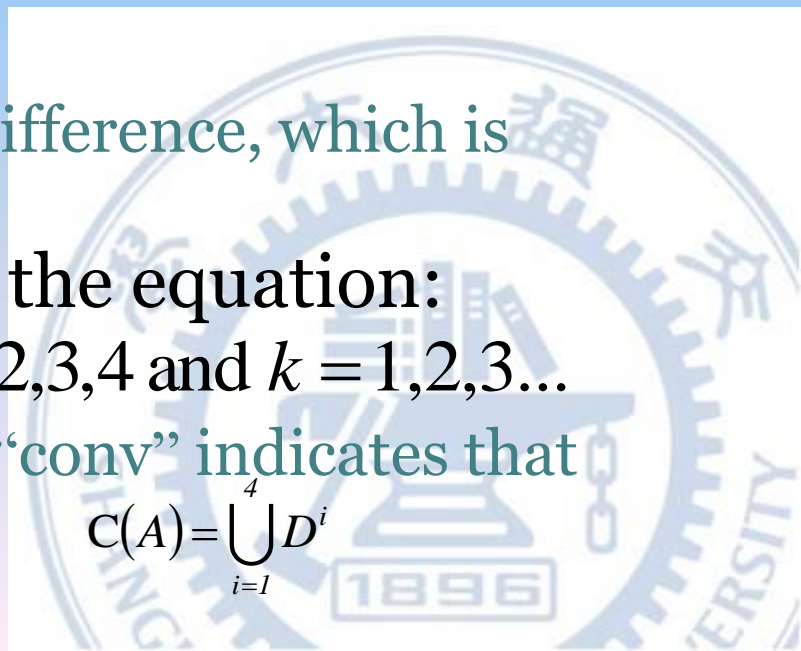 ifference, which is
the equation:
2,3,4 and k = 1,2,3...
“conv” indicates that
C(A) = ⋃_{i=1}^{4} D^i
1896